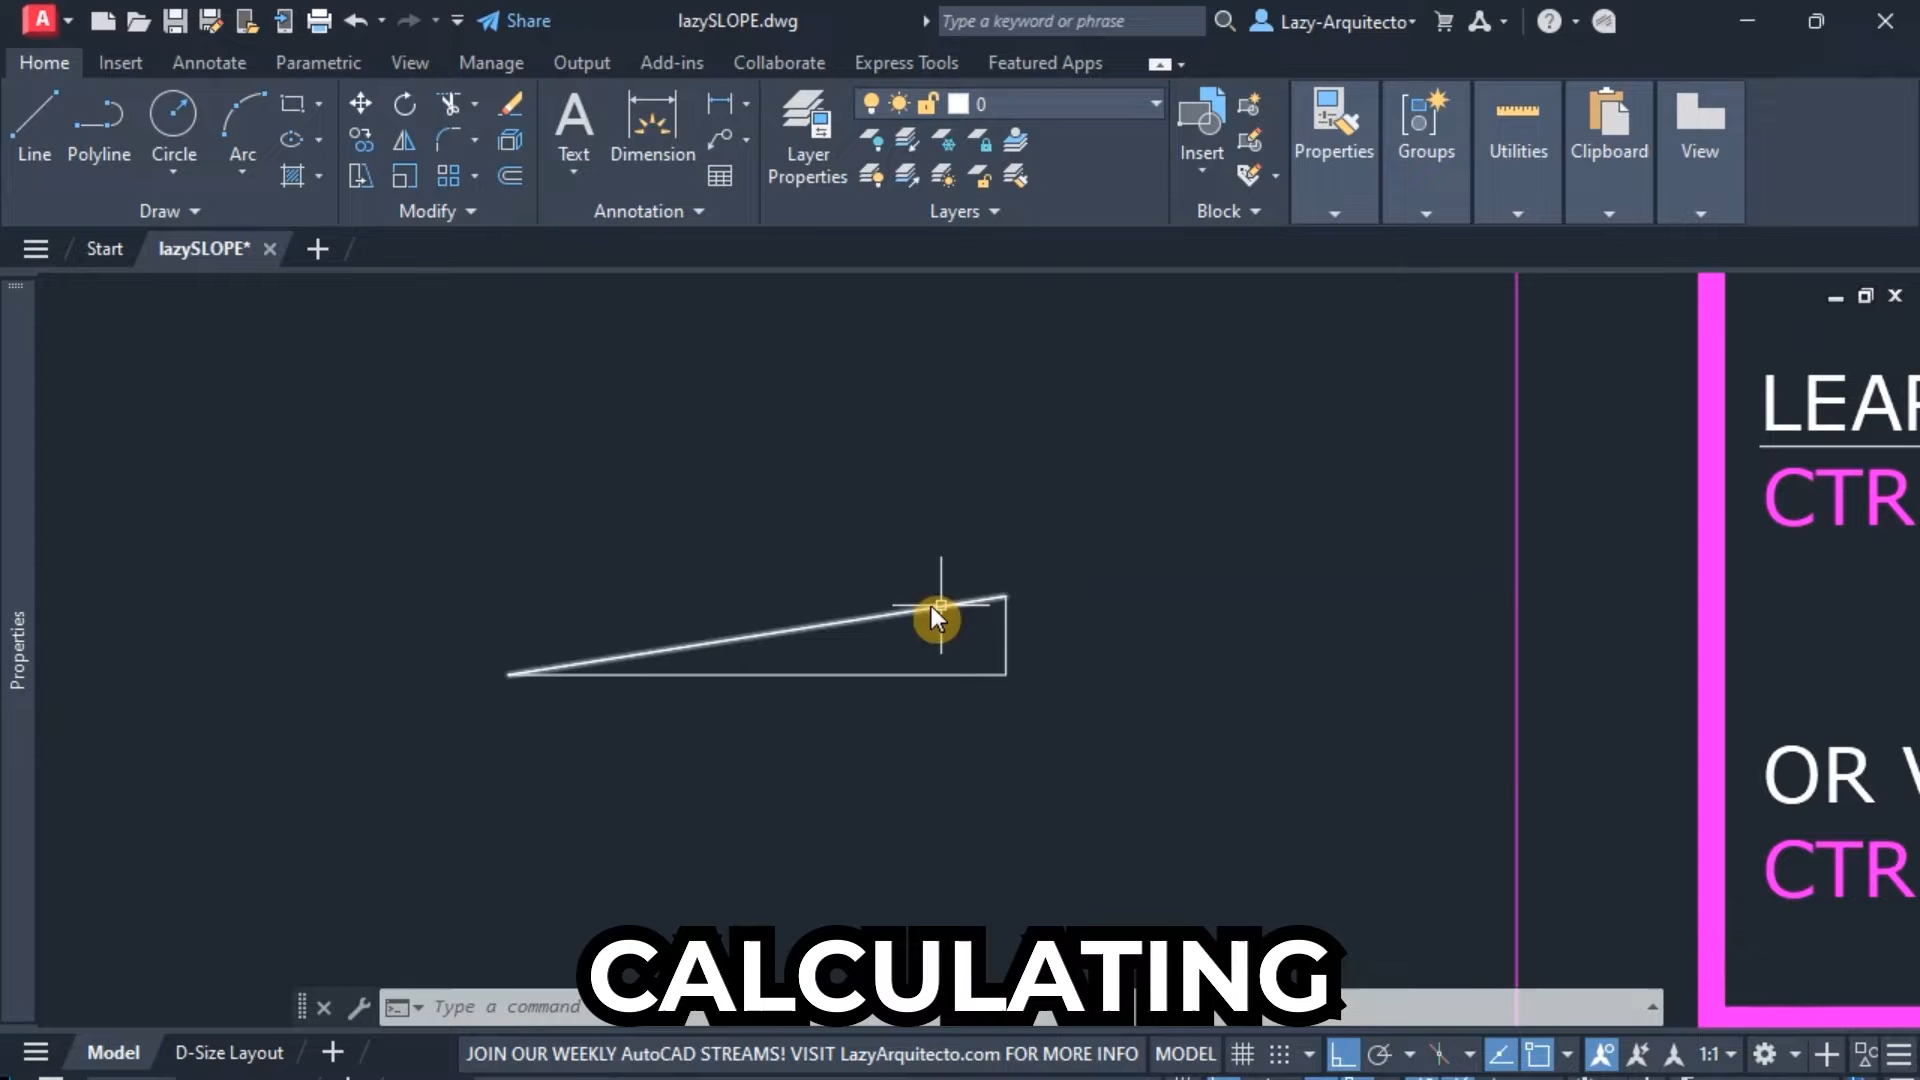 A Share lazySLOPE.dwg Type a keyword or phrase Lazy-Arquitecto
Home Insert Annotate Parametric View Manage Output Add-ins Collaborate Express Tools Featured Apps
0
Line Polyline Circle Arc Text Dimension Layer Properties Insert Properties Groups Utilities Clipboard View
Draw Modify Annotation Layers Block
Start lazySLOPE*
Properties
CTR
OR
CTR
CALCULATING
Type a command
Model D-Size Layout JOIN OUR WEEKLY AutoCAD STREAMS! VISIT LazyArquitecto.com FOR MORE INFO MODEL 1:1